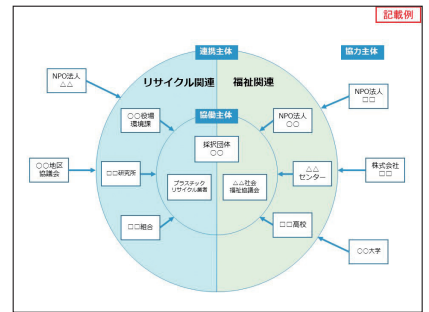 記載例
連携主体
協力主体
リサイクル関連
福祉関連
NPO法人
△△
NPO法人
□□
○○役場
環境課
協働主体
NPO法人
○○
採択団体
○○
○○地区
協議会
□□研究所
プラスチック
リサイクル業者
△△社会
福祉協議会
△△
センター
株式会社
□□
□□組合
□□高校
○○大学